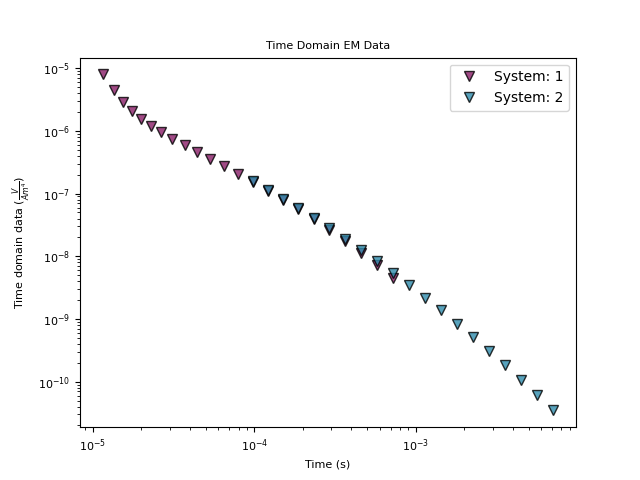 Time Domain EM Data
System: 1
System: 2
Time domain data (V/Am⁴)
10⁻⁵
10⁻⁶
10⁻⁷
10⁻⁸
10⁻⁹
10⁻¹⁰
10⁻⁵ 10⁻⁴ 10⁻³
Time (s)